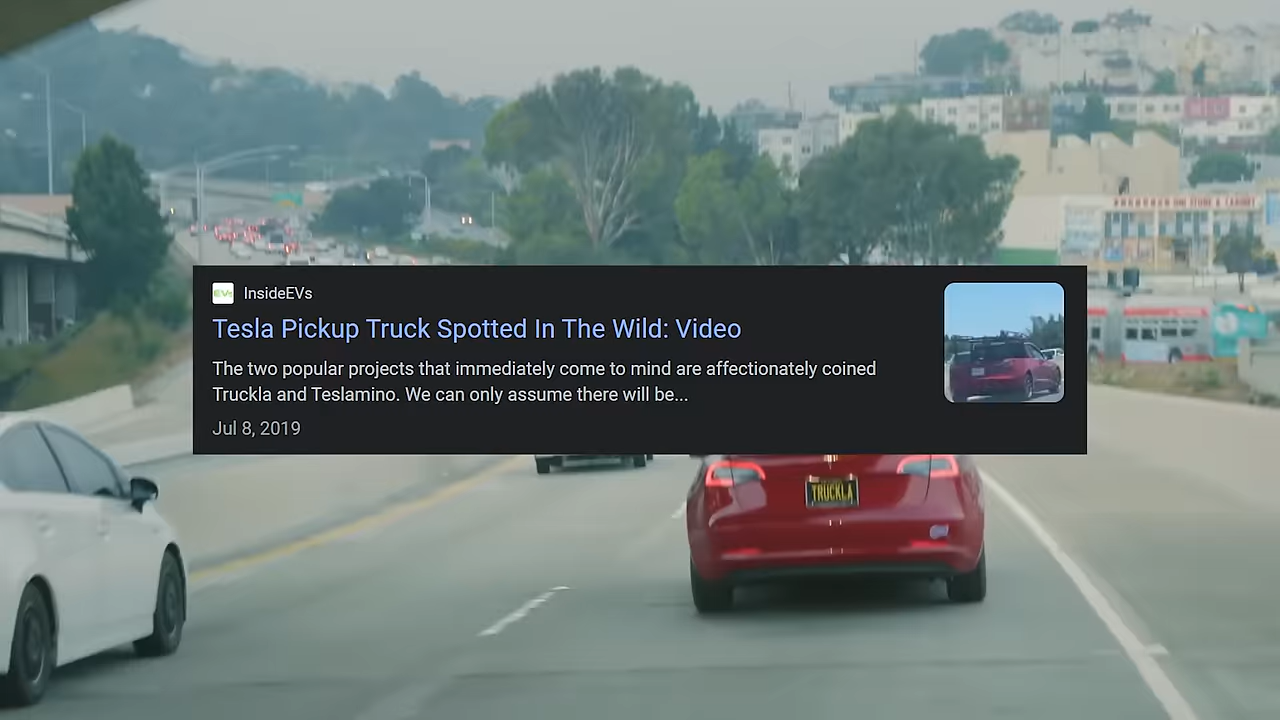 EVs InsideEVs
Tesla Pickup Truck Spotted In The Wild: Video
The two popular projects that immediately come to mind are affectionately coined
Truckla and Teslamino. We can only assume there will be...
Jul 8, 2019
TRUCKLA